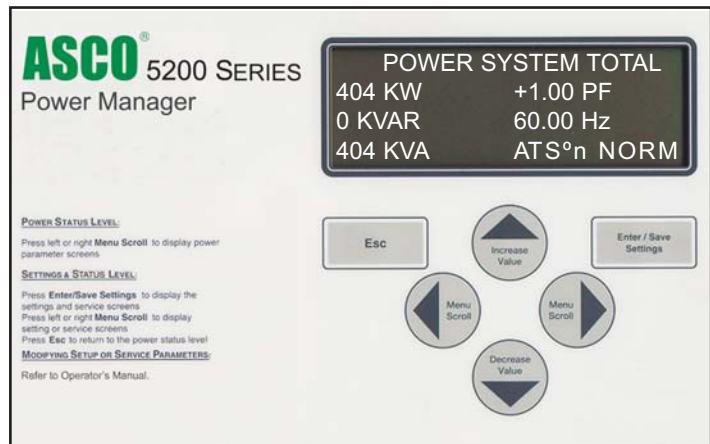 ASCO® 5200 SERIES
Power Manager
POWER SYSTEM TOTAL
404 KW +1.00 PF
0 KVAR 60.00 Hz
404 KVA ATSºn NORM
POWER STATUS LEVEL:
Press left or right Menu Scroll to display power
parameter screens
SETTINGS & STATUS LEVEL:
Press Enter/Save Settings to display the
settings and service screens
Press left or right Menu Scroll to display
setting or service screens
Press Esc to return to the power status level
MODIFYING SETUP OR SERVICE PARAMETERS:
Refer to Operator's Manual.
Esc
Increase
Value
Enter / Save
Settings
Menu
Scroll
Menu
Scroll
Decrease
Value